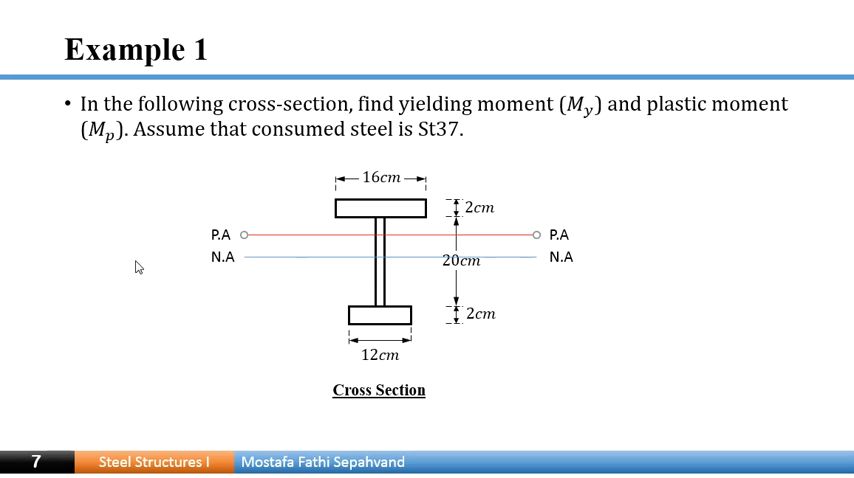 Example 1
• In the following cross-section, find yielding moment (M_y) and plastic moment
(M_p). Assume that consumed steel is St37.
16cm
2cm
P.A P.A
N.A 20cm N.A
2cm
12cm
Cross Section
7 Steel Structures I Mostafa Fathi Sepahvand